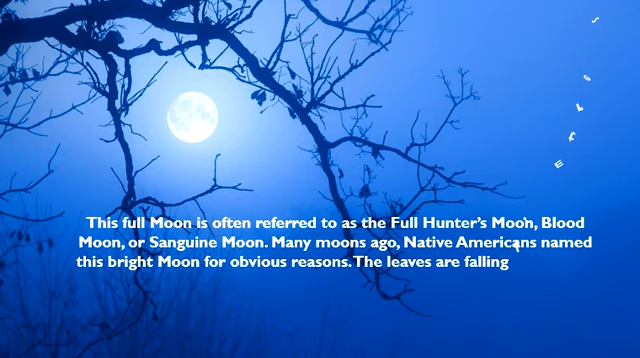 This full Moon is often referred to as the Full Hunter's Moon, Blood
Moon, or Sanguine Moon. Many moons ago, Native Americans named
this bright Moon for obvious reasons. The leaves are falling